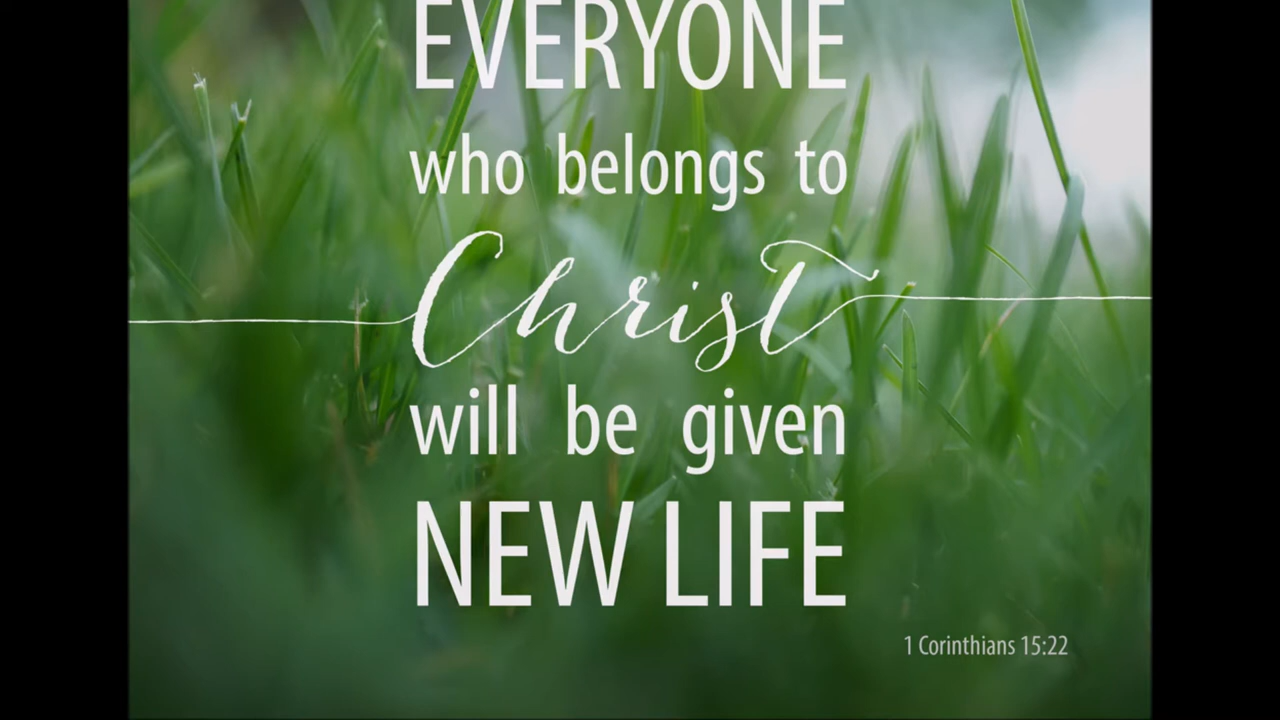 EVERYONE
who belongs to
Christ
will be given
NEW LIFE
1 Corinthians 15:22